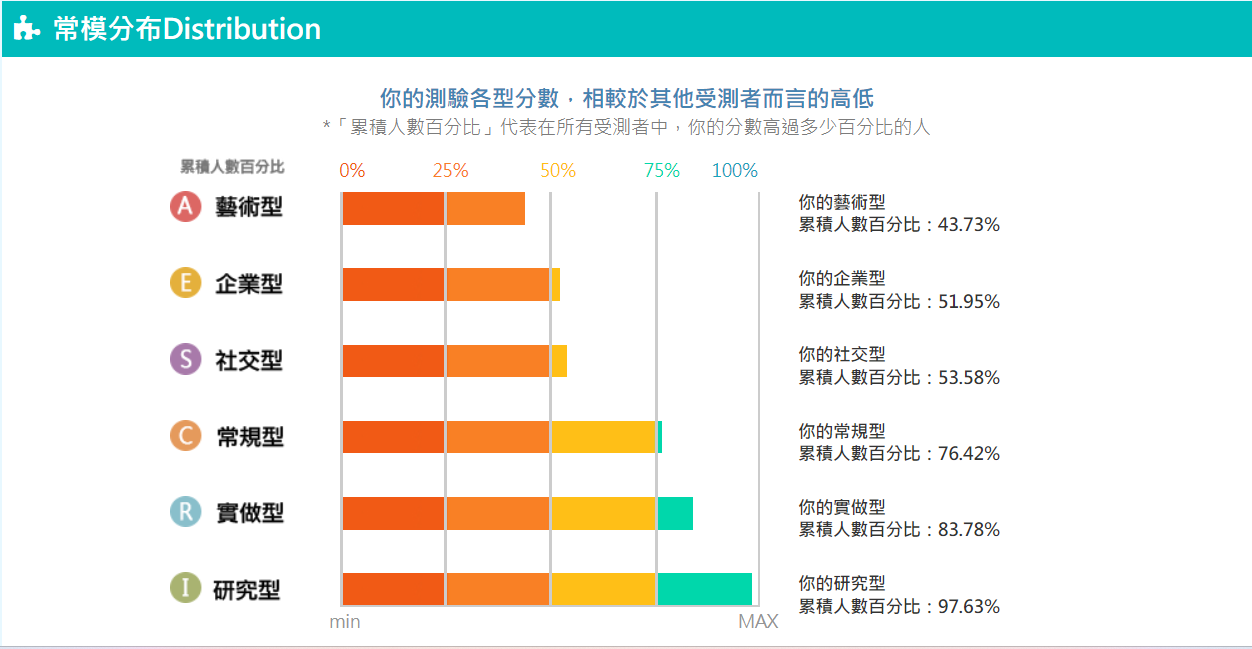 常模分布Distribution
你的測驗各型分數，相較於其他受測者而言的高低
*「累積人數百分比」代表在所有受測者中，你的分數高過多少百分比的人
累積人數百分比 0% 25% 50% 75% 100%
A 藝術型
你的藝術型
累積人數百分比：43.73%
E 企業型
你的企業型
累積人數百分比：51.95%
S 社交型
你的社交型
累積人數百分比：53.58%
C 常規型
你的常規型
累積人數百分比：76.42%
R 實做型
你的實做型
累積人數百分比：83.78%
I 研究型
你的研究型
累積人數百分比：97.63%
min MAX